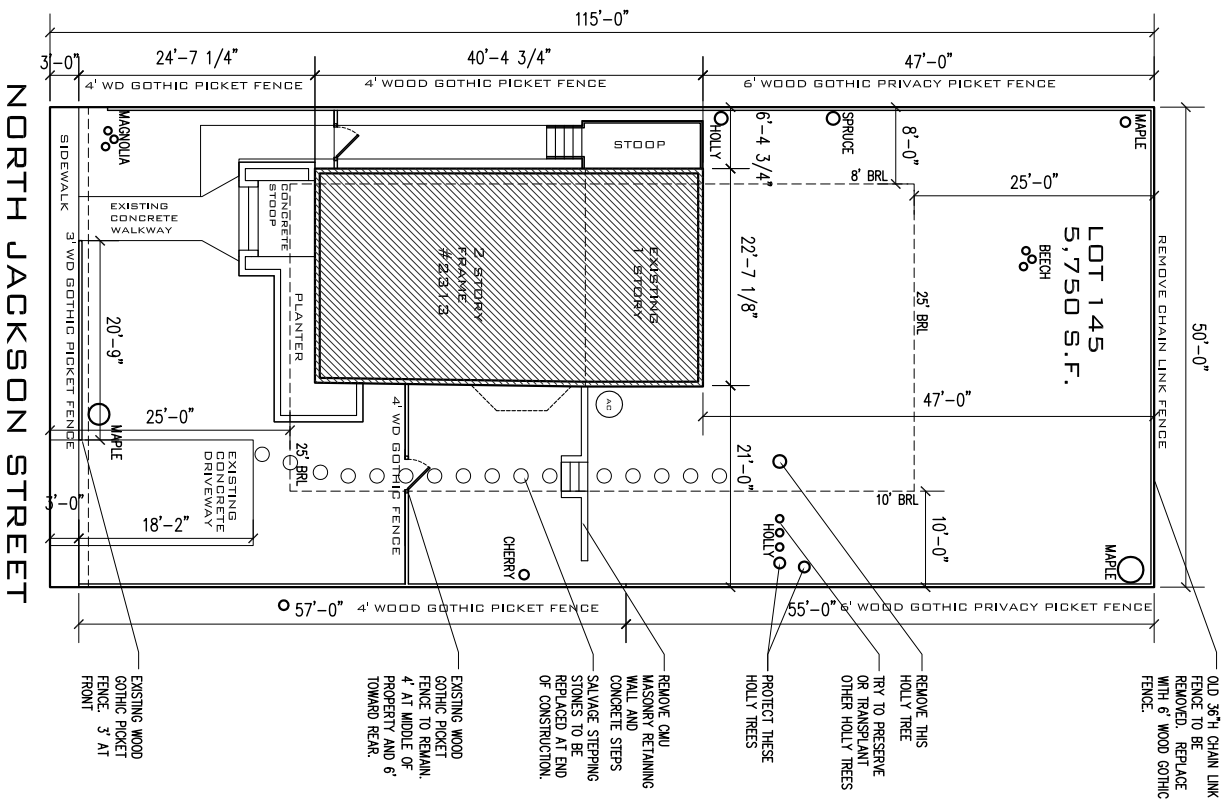 115'-0"
3'-0"
24'-7 1/4"
40'-4 3/4"
47'-0"
4' WD GOTHIC PICKET FENCE
4' WOOD GOTHIC PICKET FENCE
6' WOOD GOTHIC PRIVACY PICKET FENCE
NORTH JACKSON STREET
SIDEWALK
MAGNOLIA
EXISTING
CONCRETE
WALKWAY
3' WD GOTHIC PICKET FENCE
CONCRETE
STOOP
PLANTER
STOOP
HOLLY
6'-4 3/4"
SPRUCE
8'-0"
8' BRL
MAPLE
25'-0"
LOT 145
5,750 S.F.
BEECH
REMOVE CHAIN LINK FENCE
50'-0"
EXISTING
1 STORY
2 STORY
FRAME
#2313
22'-7 1/8"
25' BRL
20'-9"
MAPLE
25'-0"
25' BRL
EXISTING
CONCRETE
DRIVEWAY
3'-0"
18'-2"
4' WD GOTHIC FENCE
AC
47'-0"
21'-0"
10' BRL
10'-0"
CHERRY
HOLLY
MAPLE
57'-0"
4' WOOD GOTHIC PICKET FENCE
55'-0"
6' WOOD GOTHIC PRIVACY PICKET FENCE
EXISTING WOOD
GOTHIC PICKET
FENCE. 3' AT
FRONT
EXISTING WOOD
GOTHIC PICKET
FENCE TO REMAIN.
4' AT MIDDLE OF
PROPERTY AND 6'
TOWARD REAR.
SALVAGE STEPPING
STONES TO BE
REPLACED AT END
OF CONSTRUCTION.
REMOVE CMU
MASONRY RETAINING
WALL AND
CONCRETE STEPS
PROTECT THESE
HOLLY TREES
TRY TO PRESERVE
OR TRANSPLANT
OTHER HOLLY TREES
REMOVE THIS
HOLLY TREE
OLD 36"H CHAIN LINK
FENCE TO BE
REMOVED. REPLACE
WITH 6' WOOD GOTHIC
FENCE.